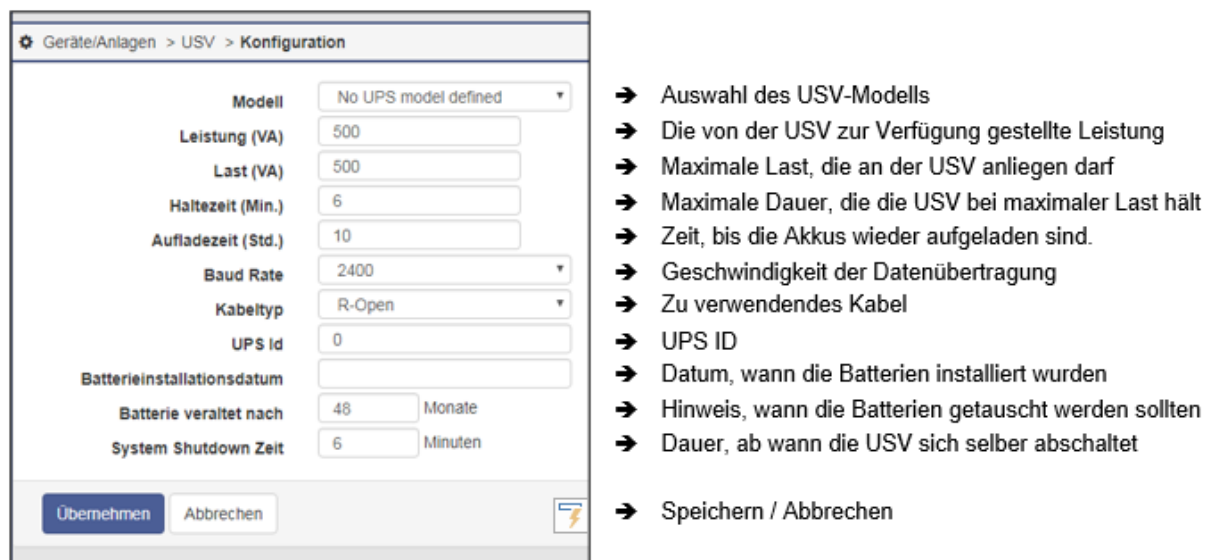 Geräte/Anlagen > USV > Konfiguration
Modell No UPS model defined ➔ Auswahl des USV-Modells
Leistung (VA) 500 ➔ Die von der USV zur Verfügung gestellte Leistung
Last (VA) 500 ➔ Maximale Last, die an der USV anliegen darf
Haltezeit (Min.) 6 ➔ Maximale Dauer, die die USV bei maximaler Last hält
Aufladezeit (Std.) 10 ➔ Zeit, bis die Akkus wieder aufgeladen sind.
Baud Rate 2400 ➔ Geschwindigkeit der Datenübertragung
Kabeltyp R-Open ➔ Zu verwendendes Kabel
UPS Id 0 ➔ UPS ID
Batterieinstallationsdatum ➔ Datum, wann die Batterien installiert wurden
Batterie veraltet nach 48 Monate ➔ Hinweis, wann die Batterien getauscht werden sollten
System Shutdown Zeit 6 Minuten ➔ Dauer, ab wann die USV sich selber abschaltet
Übernehmen Abbrechen ➔ Speichern / Abbrechen